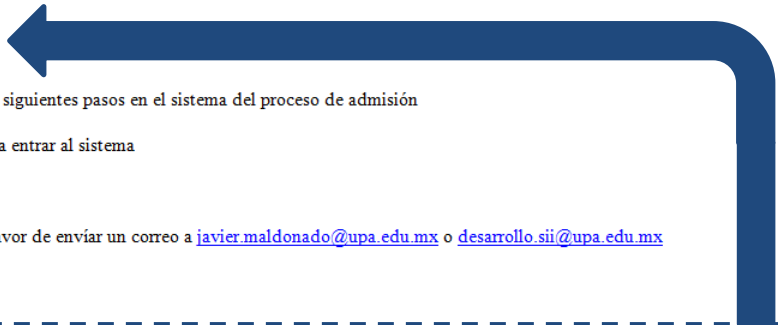 siguientes pasos en el sistema del proceso de admisión
a entrar al sistema
vor de envíar un correo a javier.maldonado@upa.edu.mx o desarrollo.sii@upa.edu.mx